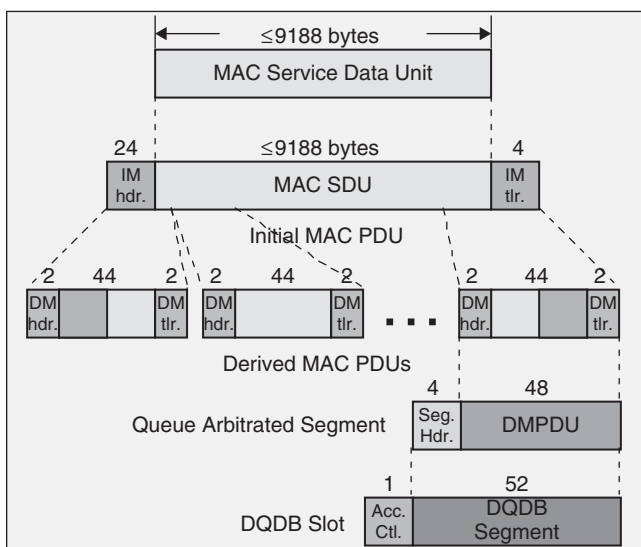 ≤9188 bytes
MAC Service Data Unit
24 ≤9188 bytes 4
IM
hdr.
MAC SDU
IM
tlr.
Initial MAC PDU
2 44 2 2 44 2 2 44 2
DM
hdr.
DM
tlr.
DM
hdr.
DM
tlr.
DM
hdr.
DM
tlr.
Derived MAC PDUs
4 48
Queue Arbitrated Segment
Seg.
Hdr.
DMPDU
1 52
DQDB Slot
Acc.
Ctl.
DQDB
Segment